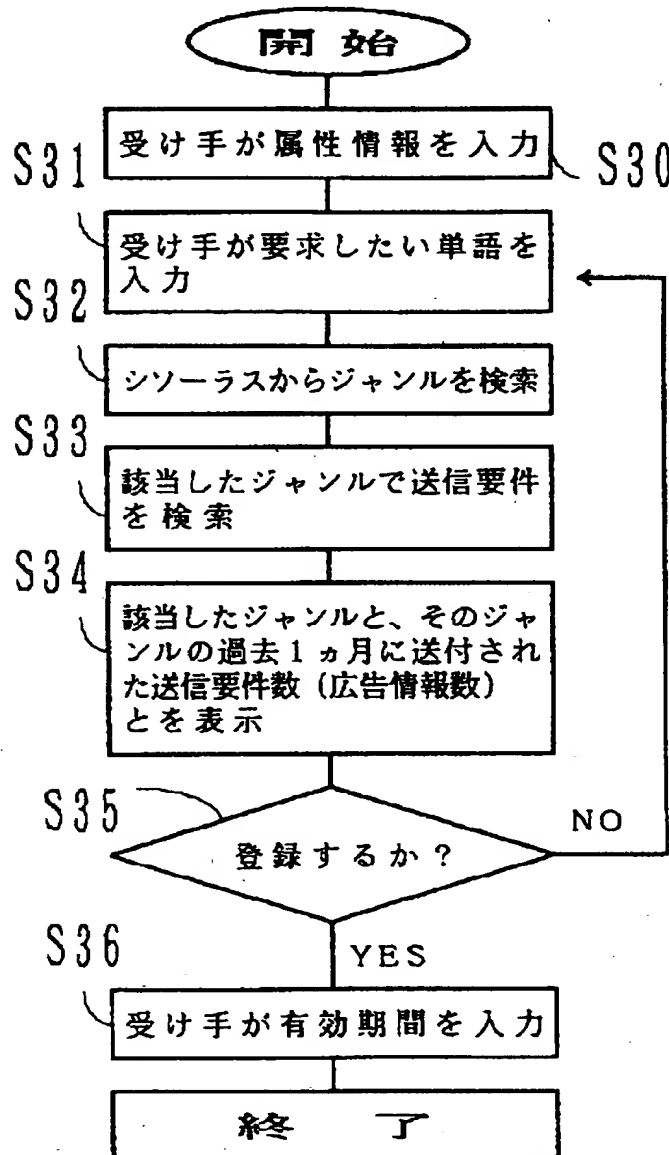 開始
受け手が属性情報を入力
S30
S31
受け手が要求したい単語を
入力
S32
シソーラスからジャンルを検索
S33
該当したジャンルで送信要件
を検索
S34
該当したジャンルと、そのジャ
ンルの過去1ヵ月に送付され
た送信要件数（広告情報数）
とを表示
S35
登録するか？
NO
YES
S36
受け手が有効期間を入力
終了